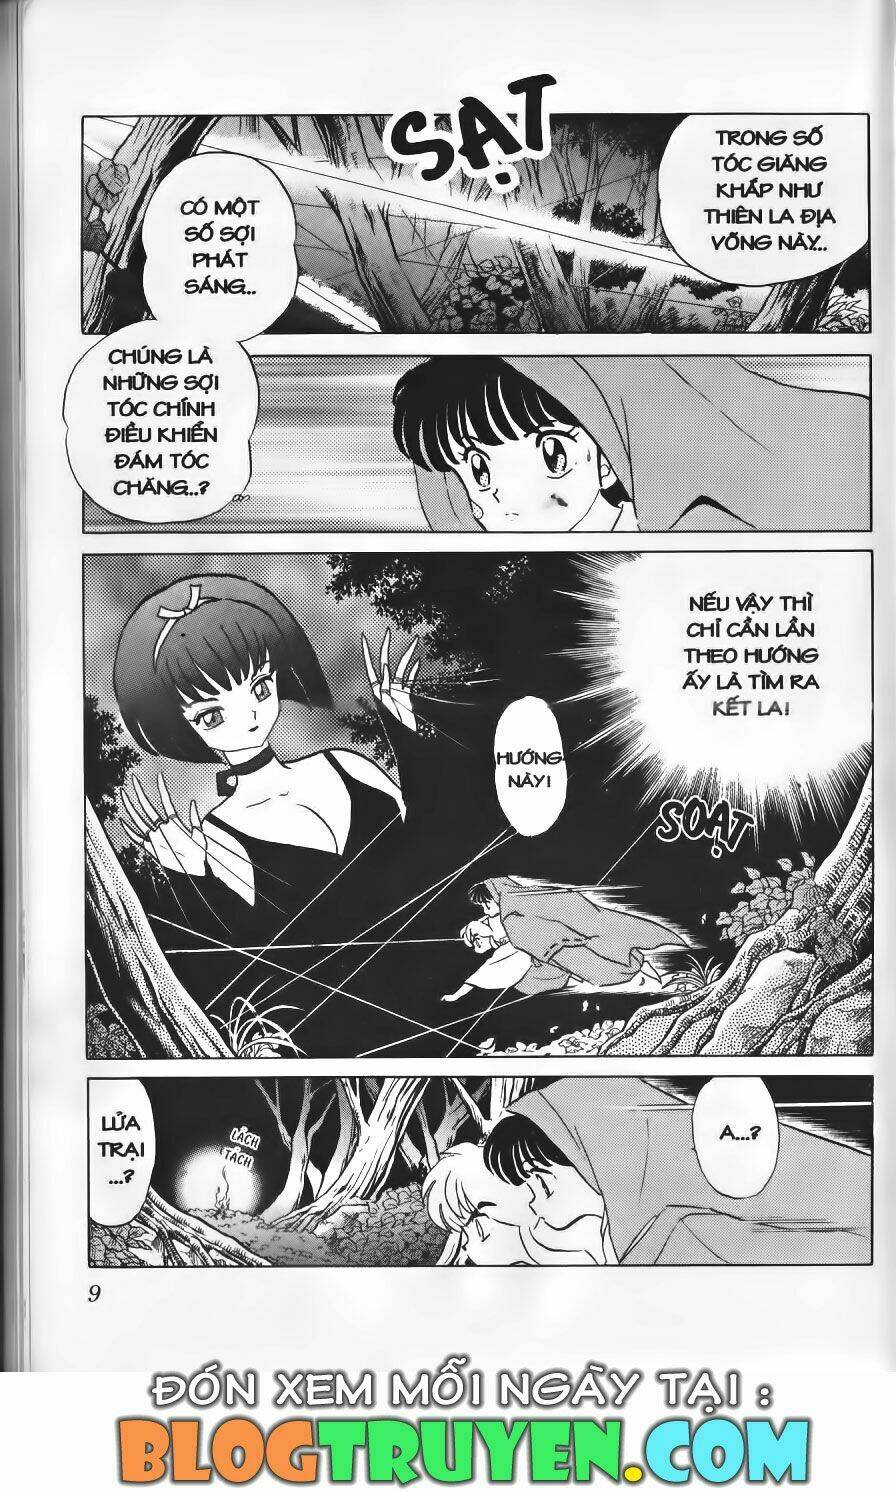 SẠT
TRONG SỐ
TÓC GIĂNG
KHẮP NHƯ
THIÊN LA ĐỊA
VÕNG NÀY...
CÓ MỘT
SỐ SỢI
PHÁT
SÁNG...
CHÚNG LÀ
NHỮNG SỢI
TÓC CHÍNH
ĐIỀU KHIỂN
ĐÁM TÓC
CHĂNG...?
NẾU VẬY THÌ
CHỈ CẦN LẦN
THEO HƯỚNG
ẤY LÀ TÌM RA
KẾT LA!
HƯỚNG
NÀY!
SOẠT
A...?
LỬA
TRẠI
...?
LÁCH
TÁCH
9
ĐÓN XEM MỖI NGÀY TẠI :
BLOGTRUYEN.COM